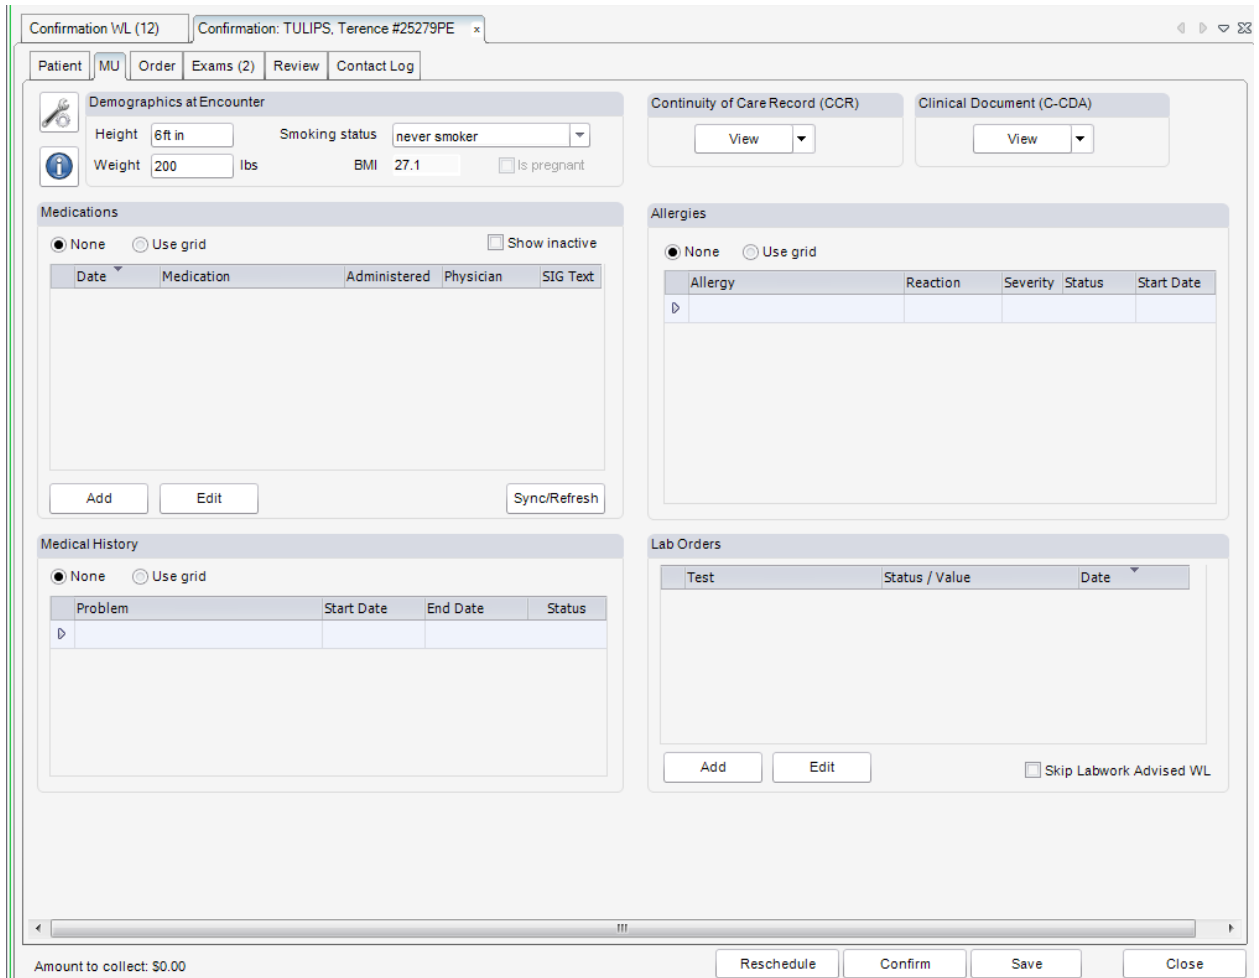 Confirmation WL (12)
Confirmation: TULIPS, Terence #25279PE x
Patient MU Order Exams (2) Review Contact Log
Demographics at Encounter
Height 6ft in Smoking status never smoker
Weight 200 lbs BMI 27.1 Is pregnant
Continuity of Care Record (CCR)
View
Clinical Document (C-CDA)
View
Medications
None Use grid Show inactive
Date Medication Administered Physician SIG Text
Add Edit Sync/Refresh
Allergies
None Use grid
Allergy Reaction Severity Status Start Date
Medical History
None Use grid
Problem Start Date End Date Status
Lab Orders
Test Status / Value Date
Add Edit Skip Labwork Advised WL
Amount to collect: $0.00 Reschedule Confirm Save Close